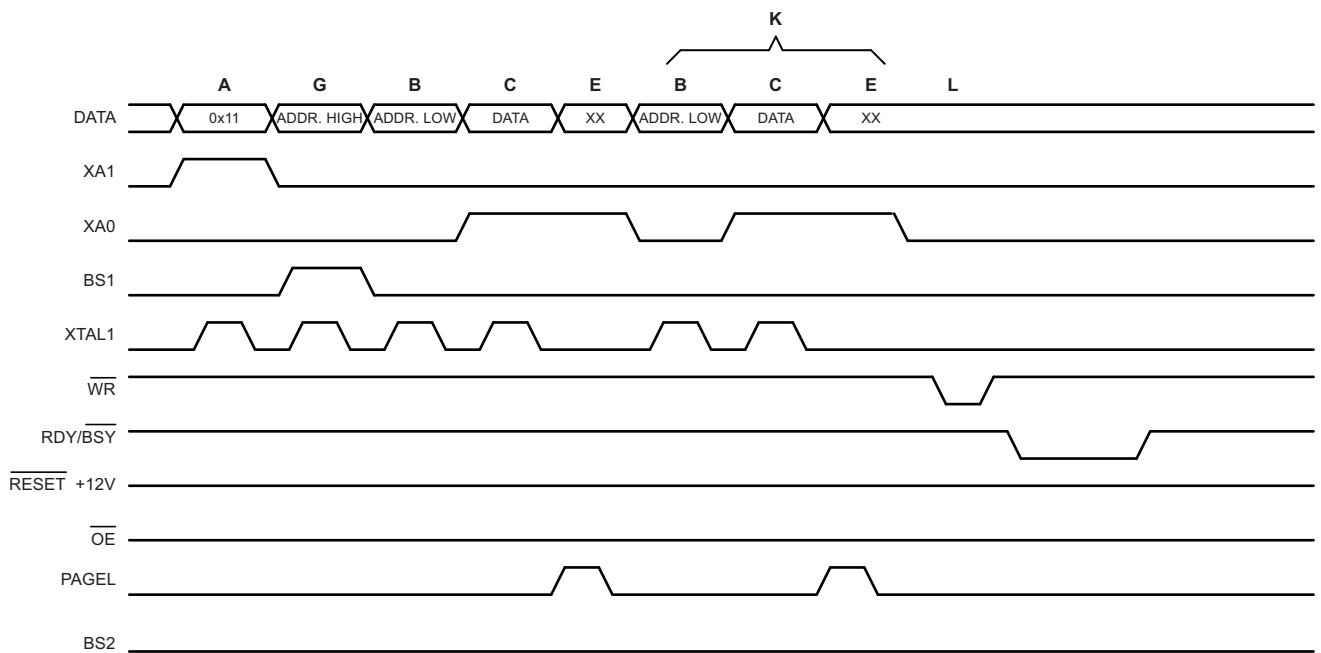 K
A G B C E B C E L
DATA 0x11 ADDR. HIGH ADDR. LOW DATA XX ADDR. LOW DATA XX
XA1
XA0
BS1
XTAL1
WR
RDY/BSY
RESET +12V
OE
PAGEL
BS2